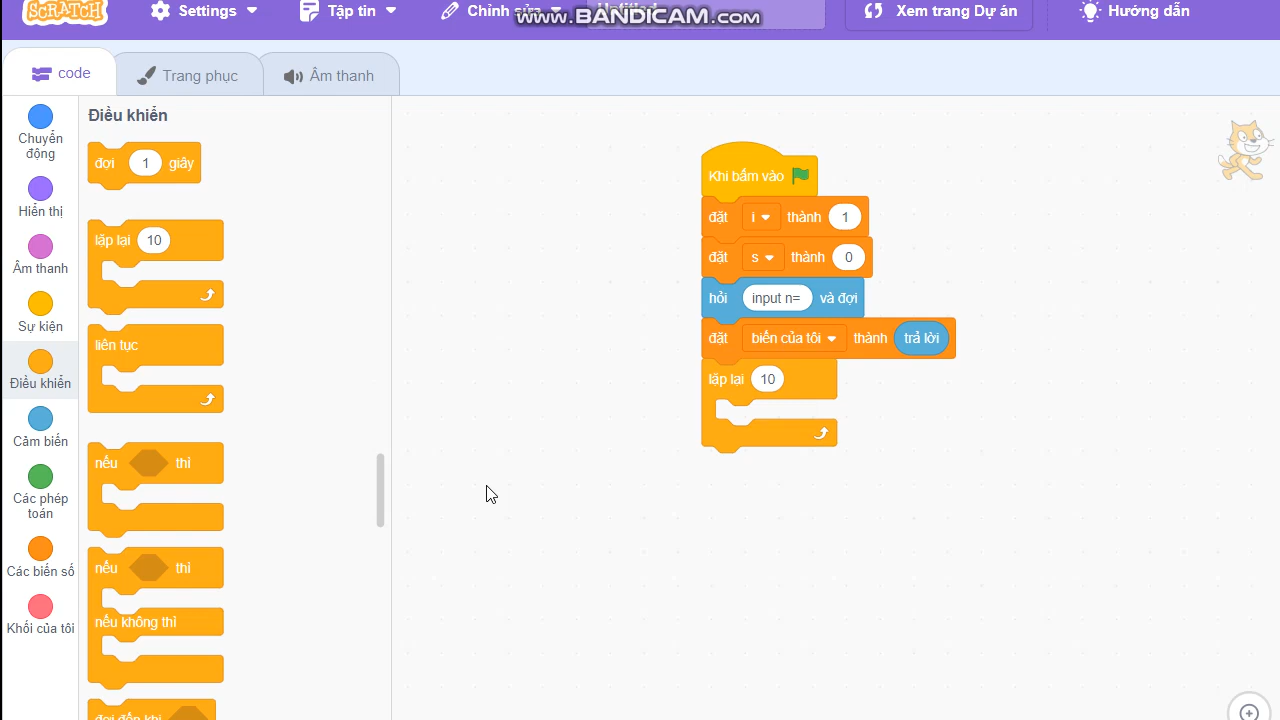 SCRATCH
Settings
Tập tin
Chỉnh sửa
www.BANDICAM.com
Untitled
Xem trang Dự án
Hướng dẫn
code
Trang phục
Âm thanh
Chuyển
động
Hiển thị
Âm thanh
Sự kiện
Điều khiển
Cảm biến
Các phép
toán
Các biến số
Khối của tôi
Điều khiển
đợi 1 giây
lặp lại 10
liên tục
nếu thì
nếu thì
nếu không thì
đợi đến khi
Khi bấm vào
đặt i thành 1
đặt s thành 0
hỏi input n= và đợi
đặt biến của tôi thành trả lời
lặp lại 10